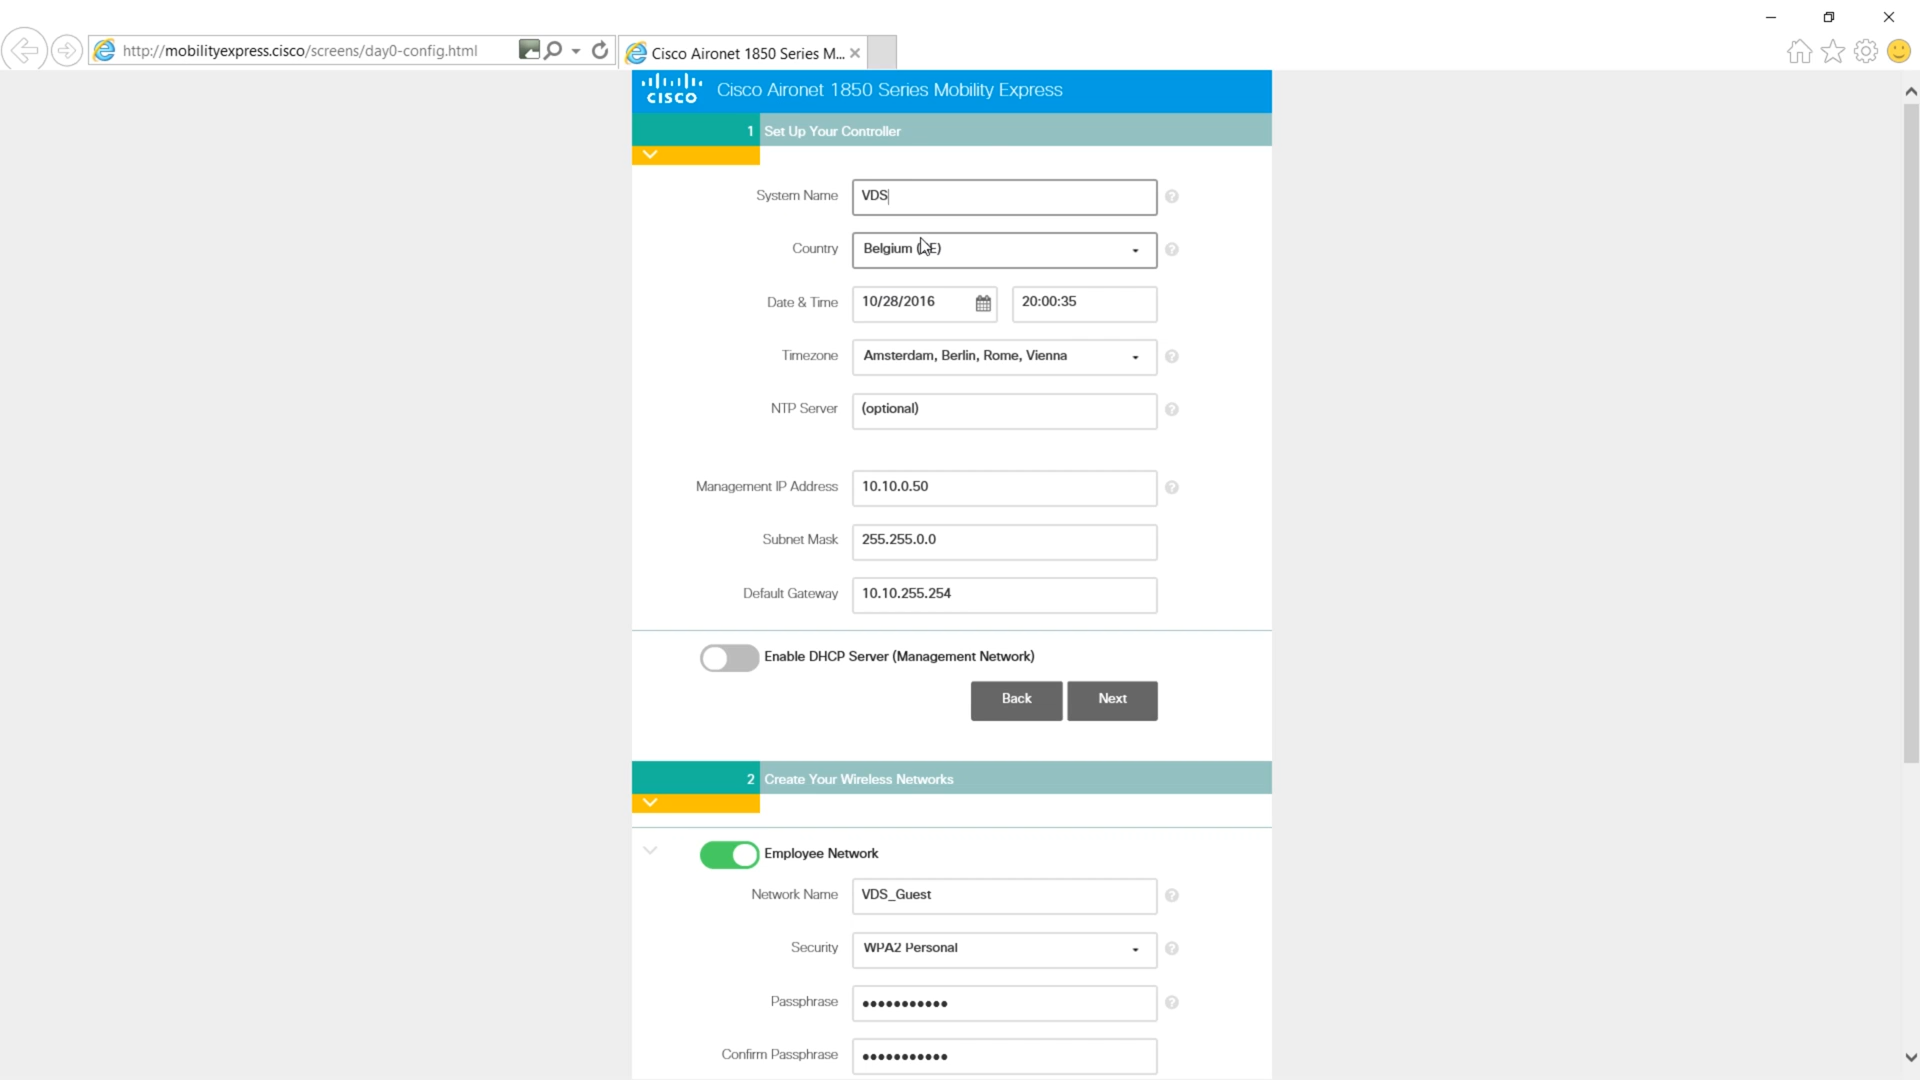 http://mobilityexpress.cisco/screens/day0-config.html
Cisco Aironet 1850 Series M...
CISCO
Cisco Aironet 1850 Series Mobility Express
1 Set Up Your Controller
System Name VDS
Country Belgium
Date & Time 10/28/2016 20:00:35
Timezone Amsterdam, Berlin, Rome, Vienna
NTP Server (optional)
Management IP Address 10.10.0.50
Subnet Mask 255.255.0.0
Default Gateway 10.10.255.254
Enable DHCP Server (Management Network)
Back Next
2 Create Your Wireless Networks
Employee Network
Network Name VDS_Guest
Security WPA2 Personal
Passphrase •••••••••••
Confirm Passphrase •••••••••••